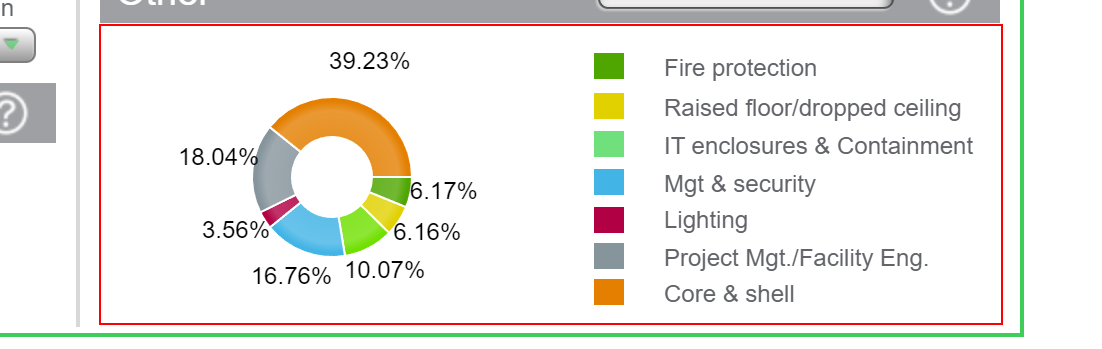 n
Other
?
?
39.23%
18.04%
6.17%
3.56%
6.16%
16.76%
10.07%
Fire protection
Raised floor/dropped ceiling
IT enclosures & Containment
Mgt & security
Lighting
Project Mgt./Facility Eng.
Core & shell